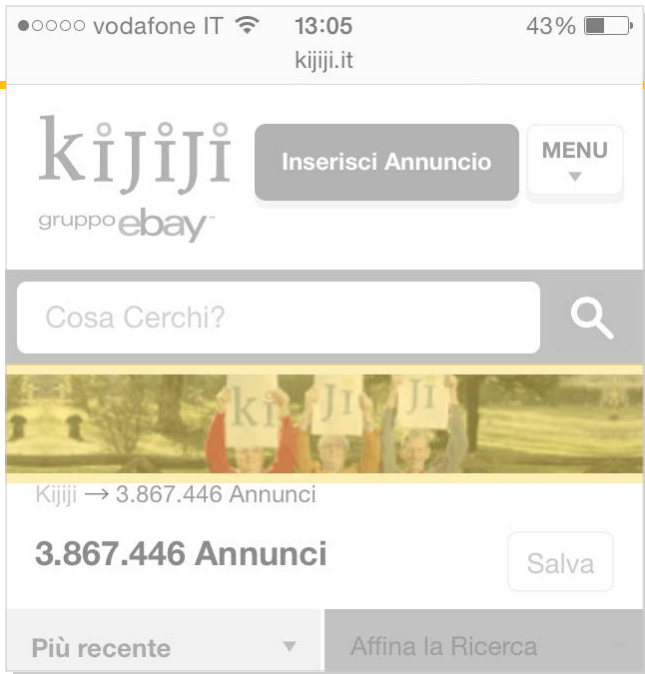 vodafone IT 13:05 43%
kijiji.it
kiJiJi
gruppo ebay™
Inserisci Annuncio
MENU
Cosa Cerchi?
ki Ji Ji
Kijiji → 3.867.446 Annunci
3.867.446 Annunci
Salva
Più recente
Affina la Ricerca